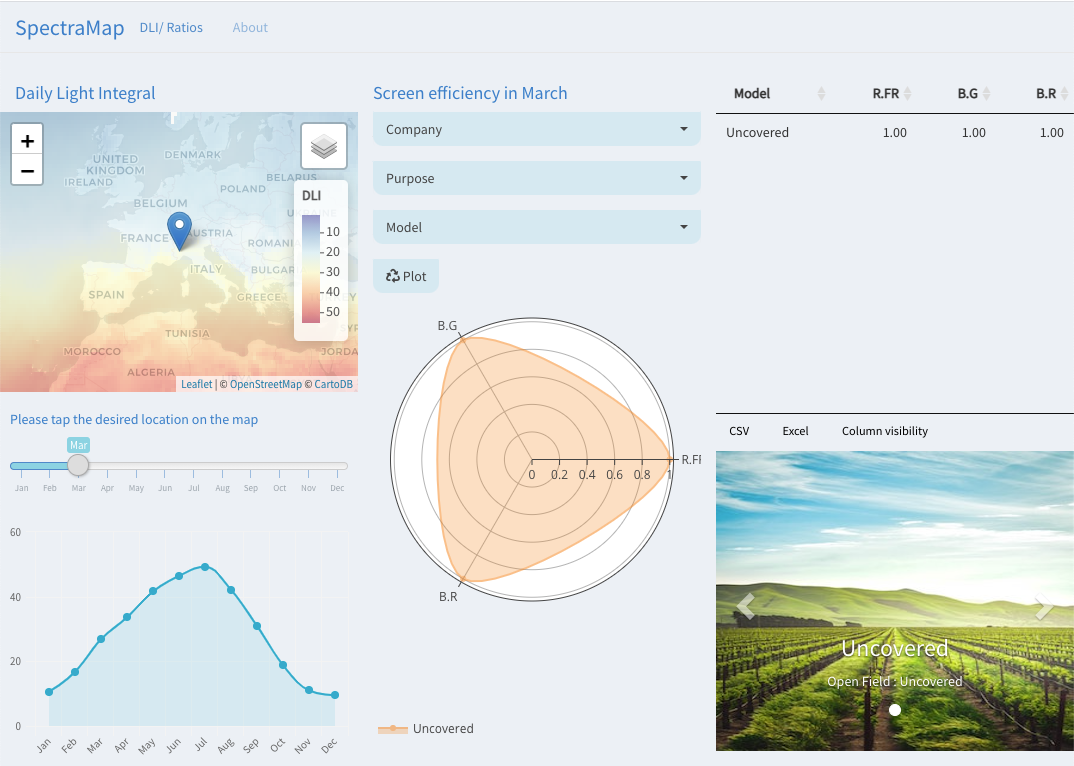 SpectraMap DLI/ Ratios About
Daily Light Integral
+
−
UNITED
KINGDOM
IRELAND
DENMARK
BELARUS
POLAND
BELGIUM
FRANCE
AUSTRIA
ROMANIA
ITALY
BULGAR
SPAIN
GREECE
TUNISIA
MOROCCO
ALGERIA
JORDA
DLI
10
20
30
40
50
Leaflet | © OpenStreetMap © CartoDB
Please tap the desired location on the map
Mar
Jan Feb Mar Apr May Jun Jul Aug Sep Oct Nov Dec
60
40
20
0
Jan Feb Mar Apr May Jun Jul Aug Sep Oct Nov Dec
Screen efficiency in March
Company
Purpose
Model
Plot
B.G
R.FI
0 0.2 0.4 0.6 0.8 1
B.R
Uncovered
Model R.FR B.G B.R
Uncovered 1.00 1.00 1.00
CSV Excel Column visibility
Uncovered
Open Field : Uncovered